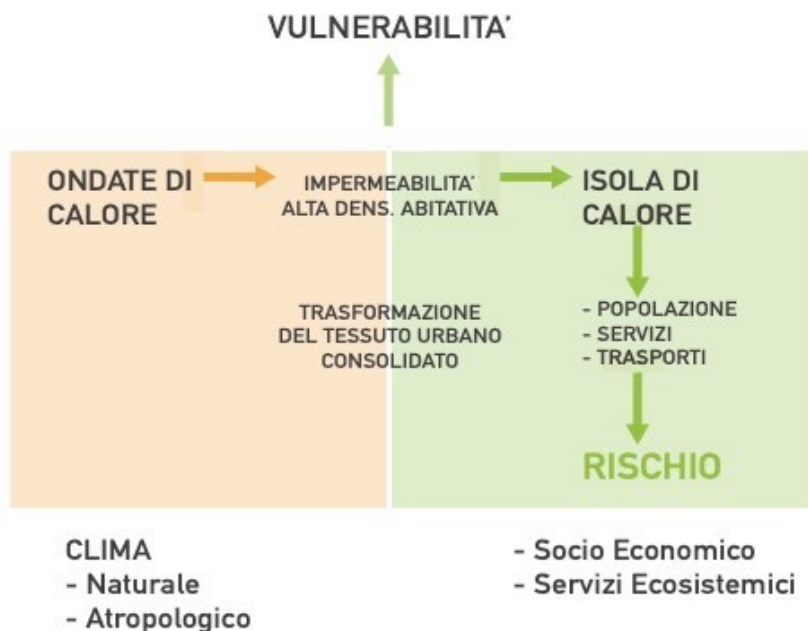 VULNERABILITA'
ONDATE DI
CALORE
IMPERMEABILITA'
ALTA DENS. ABITATIVA
ISOLA DI
CALORE
TRASFORMAZIONE
DEL TESSUTO URBANO
CONSOLIDATO
- POPOLAZIONE
- SERVIZI
- TRASPORTI
RISCHIO
CLIMA
- Naturale
- Atropologico
- Socio Economico
- Servizi Ecosistemici